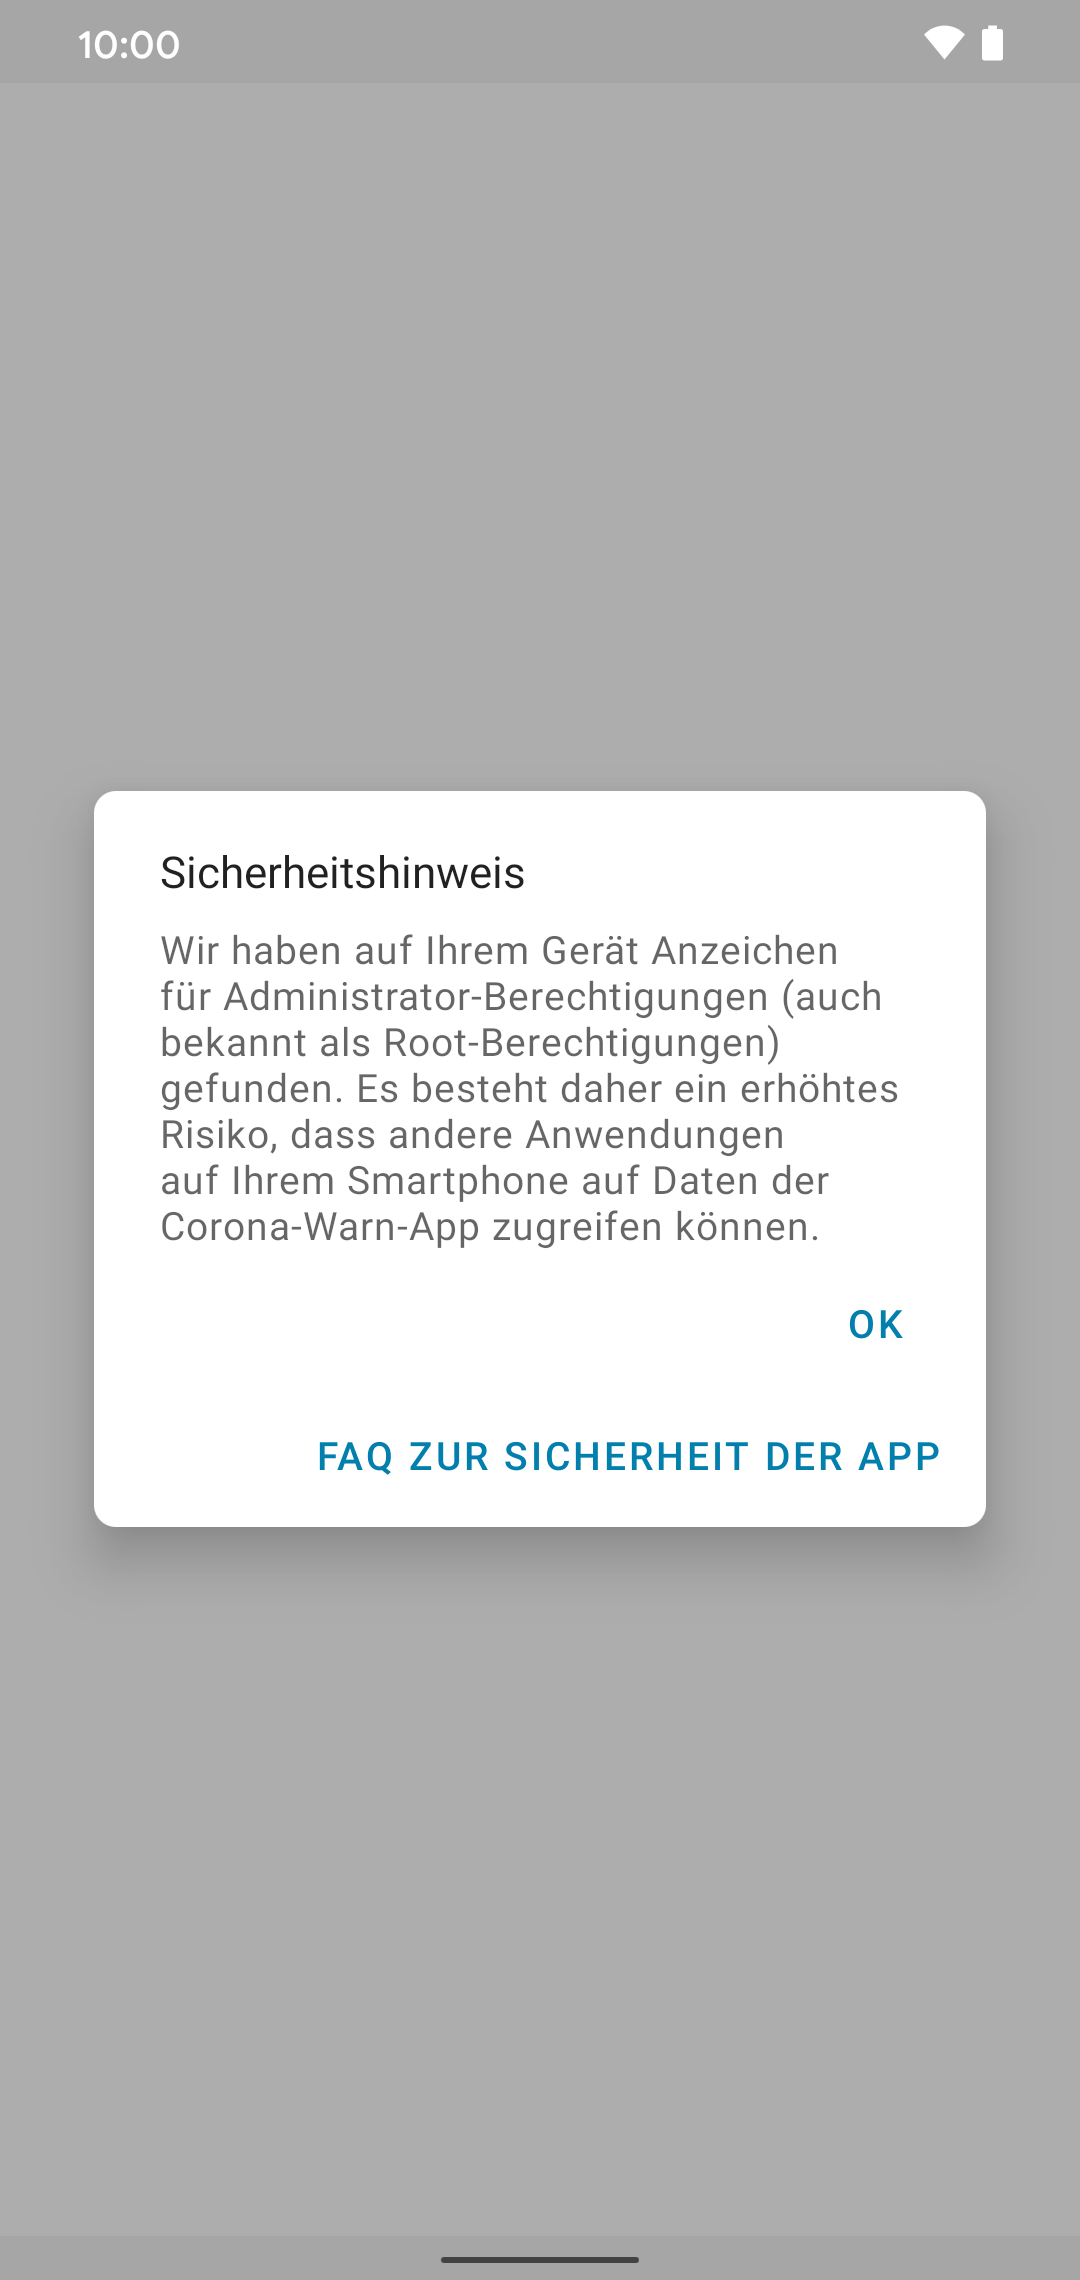 10:00
Sicherheitshinweis
Wir haben auf Ihrem Gerät Anzeichen
für Administrator-Berechtigungen (auch
bekannt als Root-Berechtigungen)
gefunden. Es besteht daher ein erhöhtes
Risiko, dass andere Anwendungen
auf Ihrem Smartphone auf Daten der
Corona-Warn-App zugreifen können.
OK
FAQ ZUR SICHERHEIT DER APP